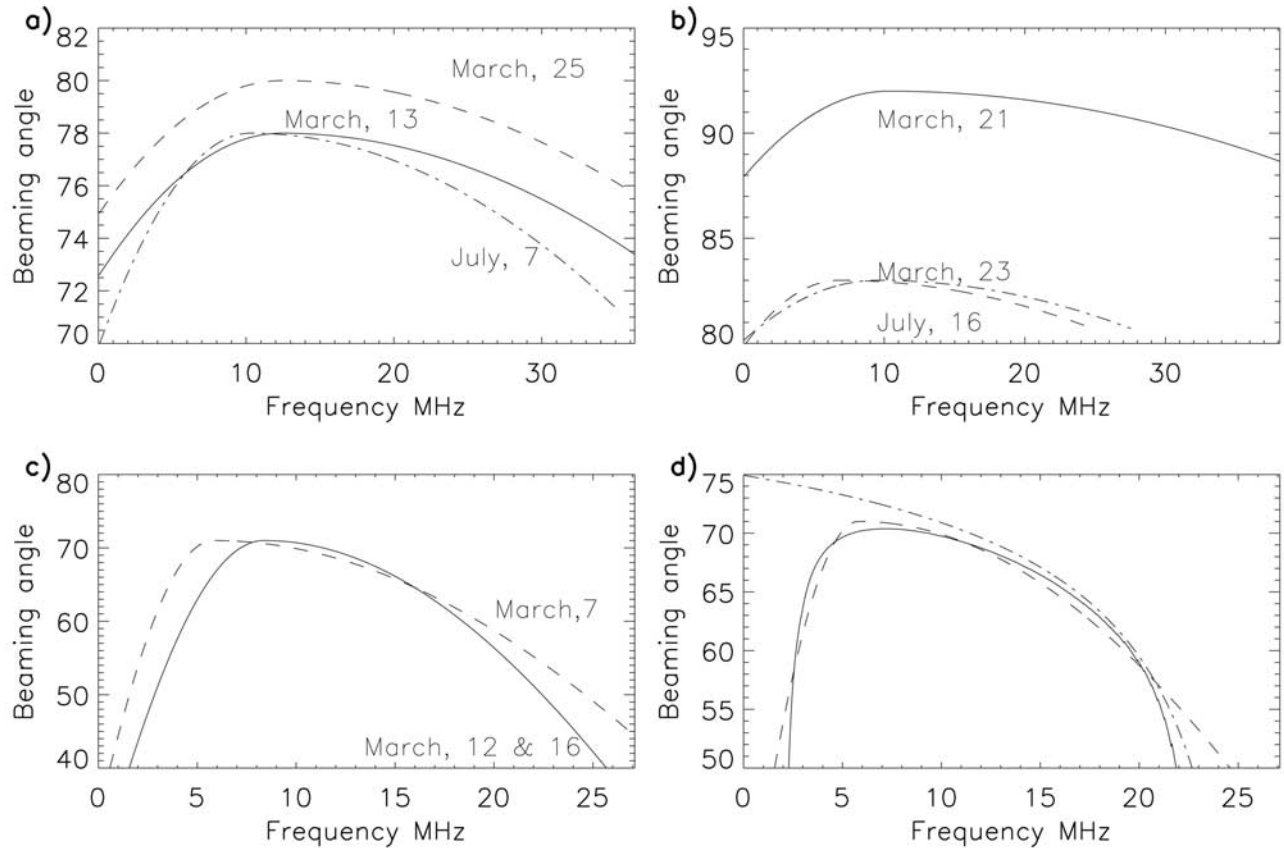 a)
82
80
78
76
74
72
70
Beaming angle
March, 25
March, 13
July, 7
0 10 20 30
Frequency MHz
b)
95
90
85
80
Beaming angle
March, 21
March, 23
July, 16
0 10 20 30
Frequency MHz
c)
80
70
60
50
40
Beaming angle
March,7
March, 12 & 16
0 5 10 15 20 25
Frequency MHz
d)
75
70
65
60
55
50
Beaming angle
0 5 10 15 20 25
Frequency MHz